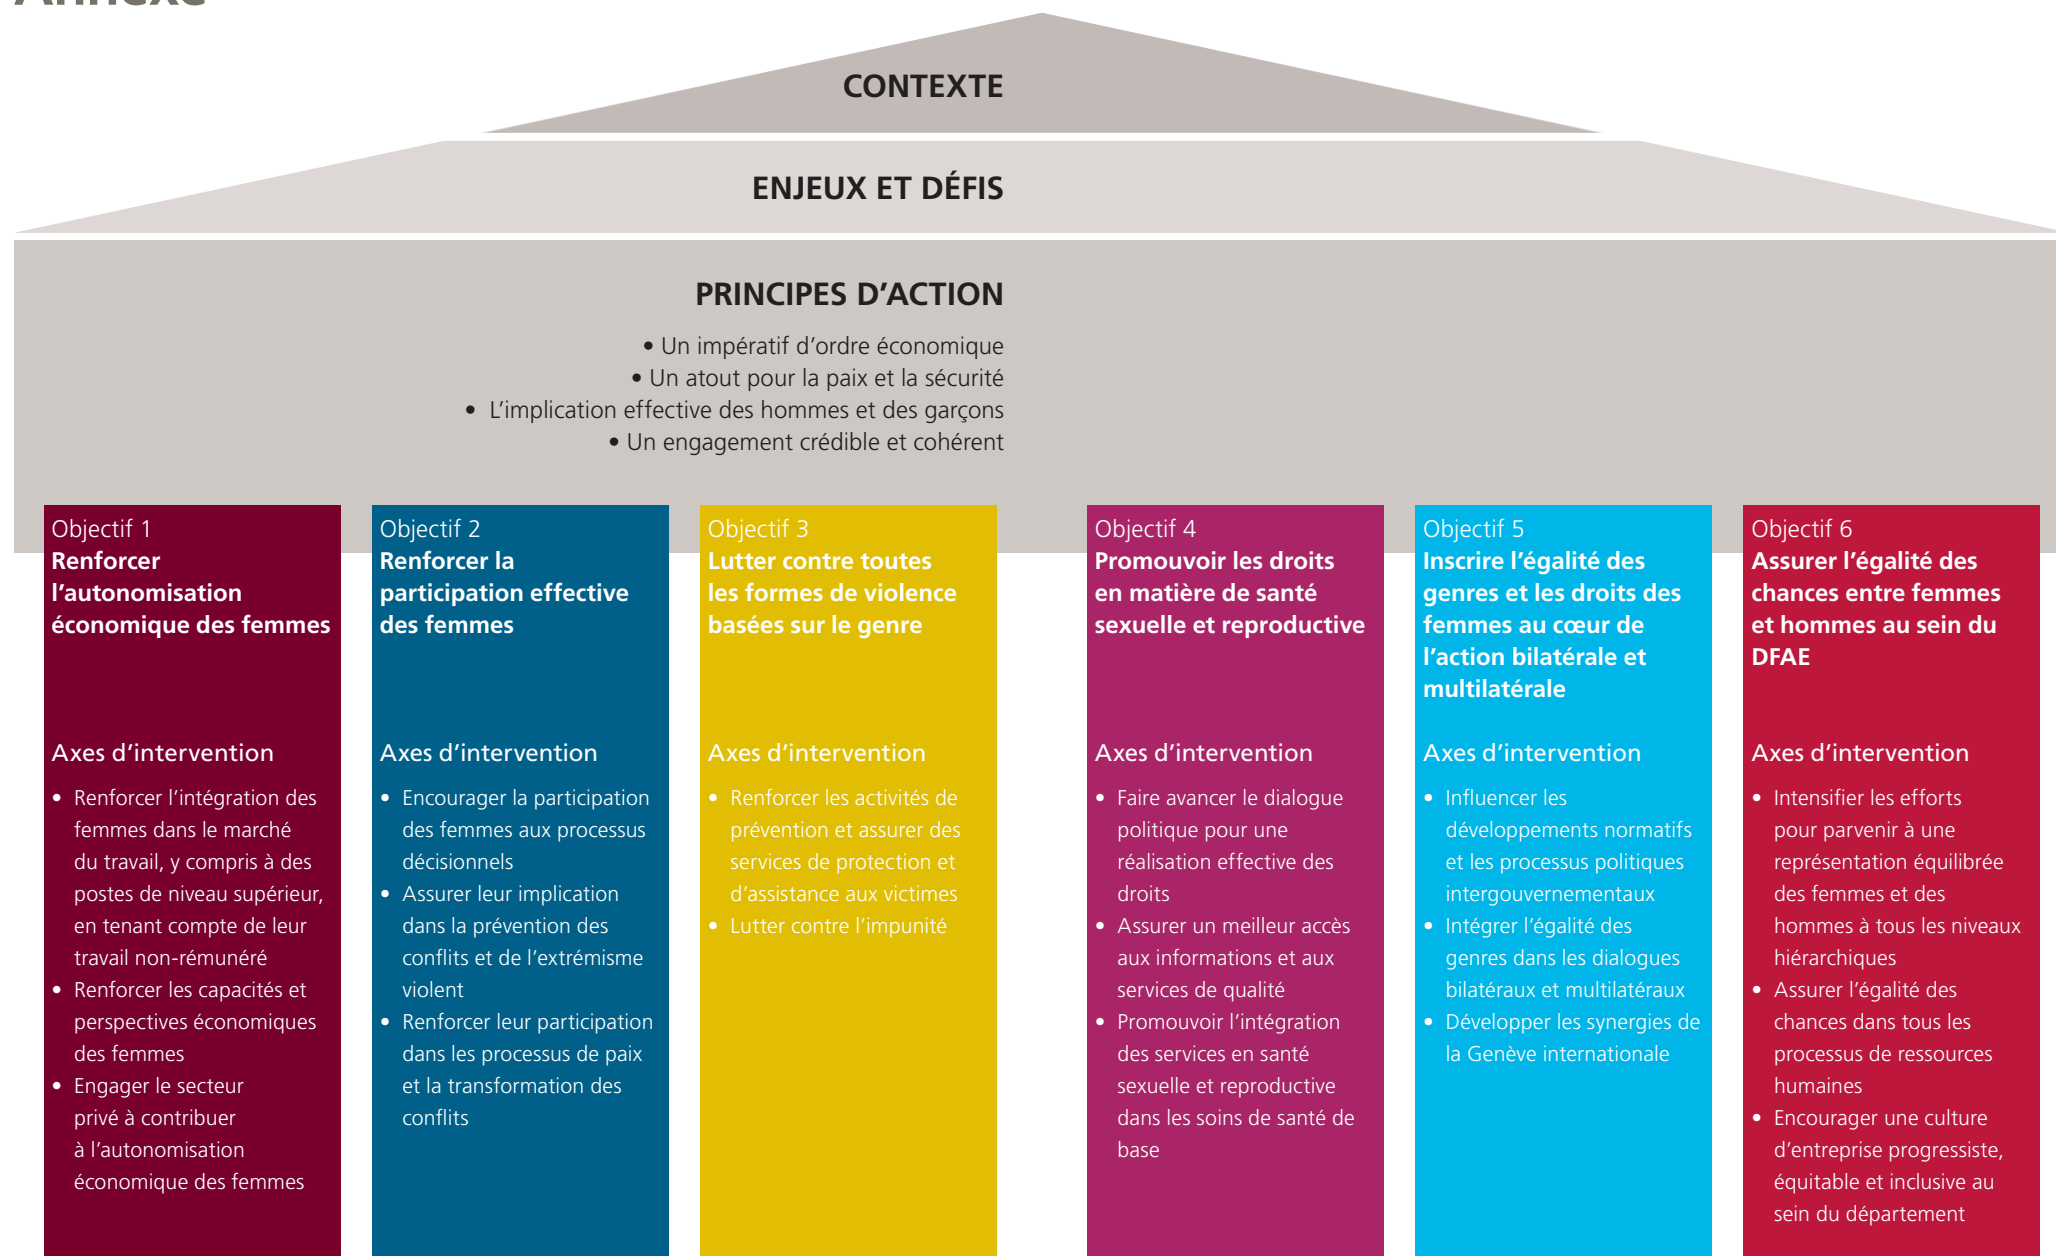 Annexe
CONTEXTE
ENJEUX ET DÉFIS
PRINCIPES D’ACTION
• Un impératif d’ordre économique
• Un atout pour la paix et la sécurité
• L’implication effective des hommes et des garçons
• Un engagement crédible et cohérent
Objectif 1
Renforcer
l’autonomisation
économique des femmes
Axes d’intervention
• Renforcer l’intégration des
femmes dans le marché
du travail, y compris à des
postes de niveau supérieur,
en tenant compte de leur
travail non-rémunéré
• Renforcer les capacités et
perspectives économiques
des femmes
• Engager le secteur
privé à contribuer
à l’autonomisation
économique des femmes
Objectif 2
Renforcer la
participation effective
des femmes
Axes d’intervention
• Encourager la participation
des femmes aux processus
décisionnels
• Assurer leur implication
dans la prévention des
conflits et de l’extrémisme
violent
• Renforcer leur participation
dans les processus de paix
et la transformation des
conflits
Objectif 3
Lutter contre toutes
les formes de violence
basées sur le genre
Axes d’intervention
• Renforcer les activités de
prévention et assurer des
services de protection et
d’assistance aux victimes
• Lutter contre l’impunité
Objectif 4
Promouvoir les droits
en matière de santé
sexuelle et reproductive
Axes d’intervention
• Faire avancer le dialogue
politique pour une
réalisation effective des
droits
• Assurer un meilleur accès
aux informations et aux
services de qualité
• Promouvoir l’intégration
des services en santé
sexuelle et reproductive
dans les soins de santé de
base
Objectif 5
Inscrire l’égalité des
genres et les droits des
femmes au cœur de
l’action bilatérale et
multilatérale
Axes d’intervention
• Influencer les
développements normatifs
et les processus politiques
intergouvernementaux
• Intégrer l’égalité des
genres dans les dialogues
bilatéraux et multilatéraux
• Développer les synergies de
la Genève internationale
Objectif 6
Assurer l’égalité des
chances entre femmes
et hommes au sein du
DFAE
Axes d’intervention
• Intensifier les efforts
pour parvenir à une
représentation équilibrée
des femmes et des
hommes à tous les niveaux
hiérarchiques
• Assurer l’égalité des
chances dans tous les
processus de ressources
humaines
• Encourager une culture
d’entreprise progressiste,
équitable et inclusive au
sein du département